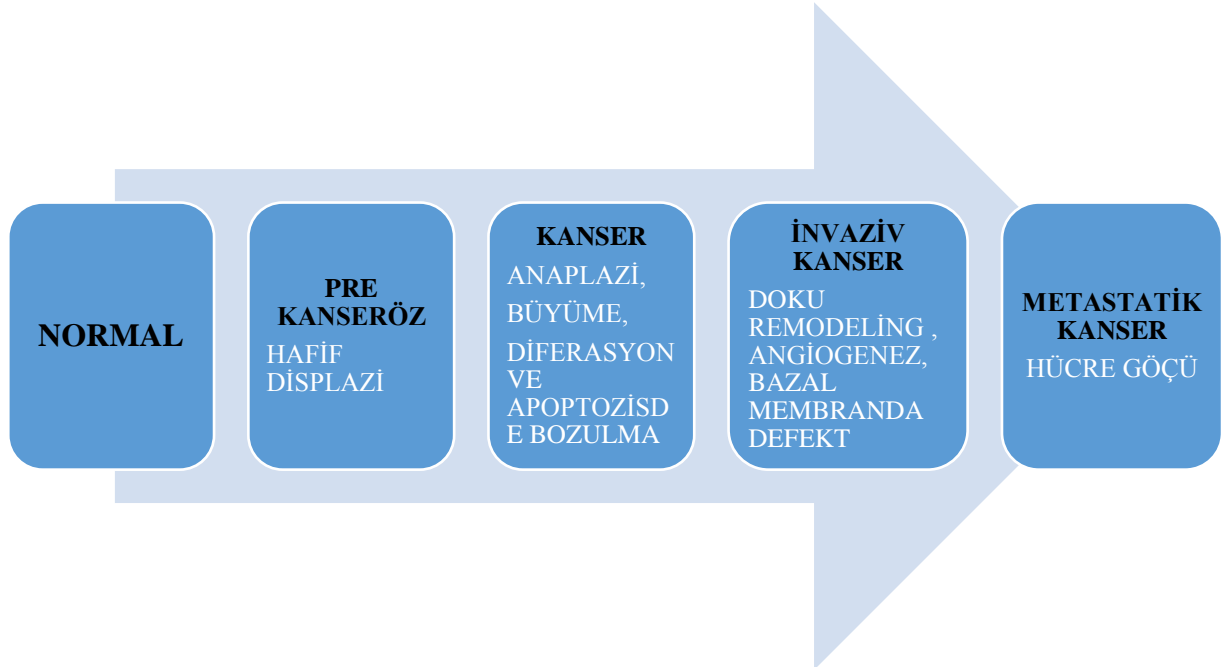 NORMAL
PRE
KANSERÖZ
HAFİF
DİSPLAZİ
KANSER
ANAPLAZİ,
BÜYÜME,
DİFERASYON
VE
APOPTOZİSD
E BOZULMA
İNVAZİV
KANSER
DOKU
REMODELİNG ,
ANGİOGENEZ,
BAZAL
MEMBRANDA
DEFEKT
METASTATİK
KANSER
HÜCRE GÖÇÜ